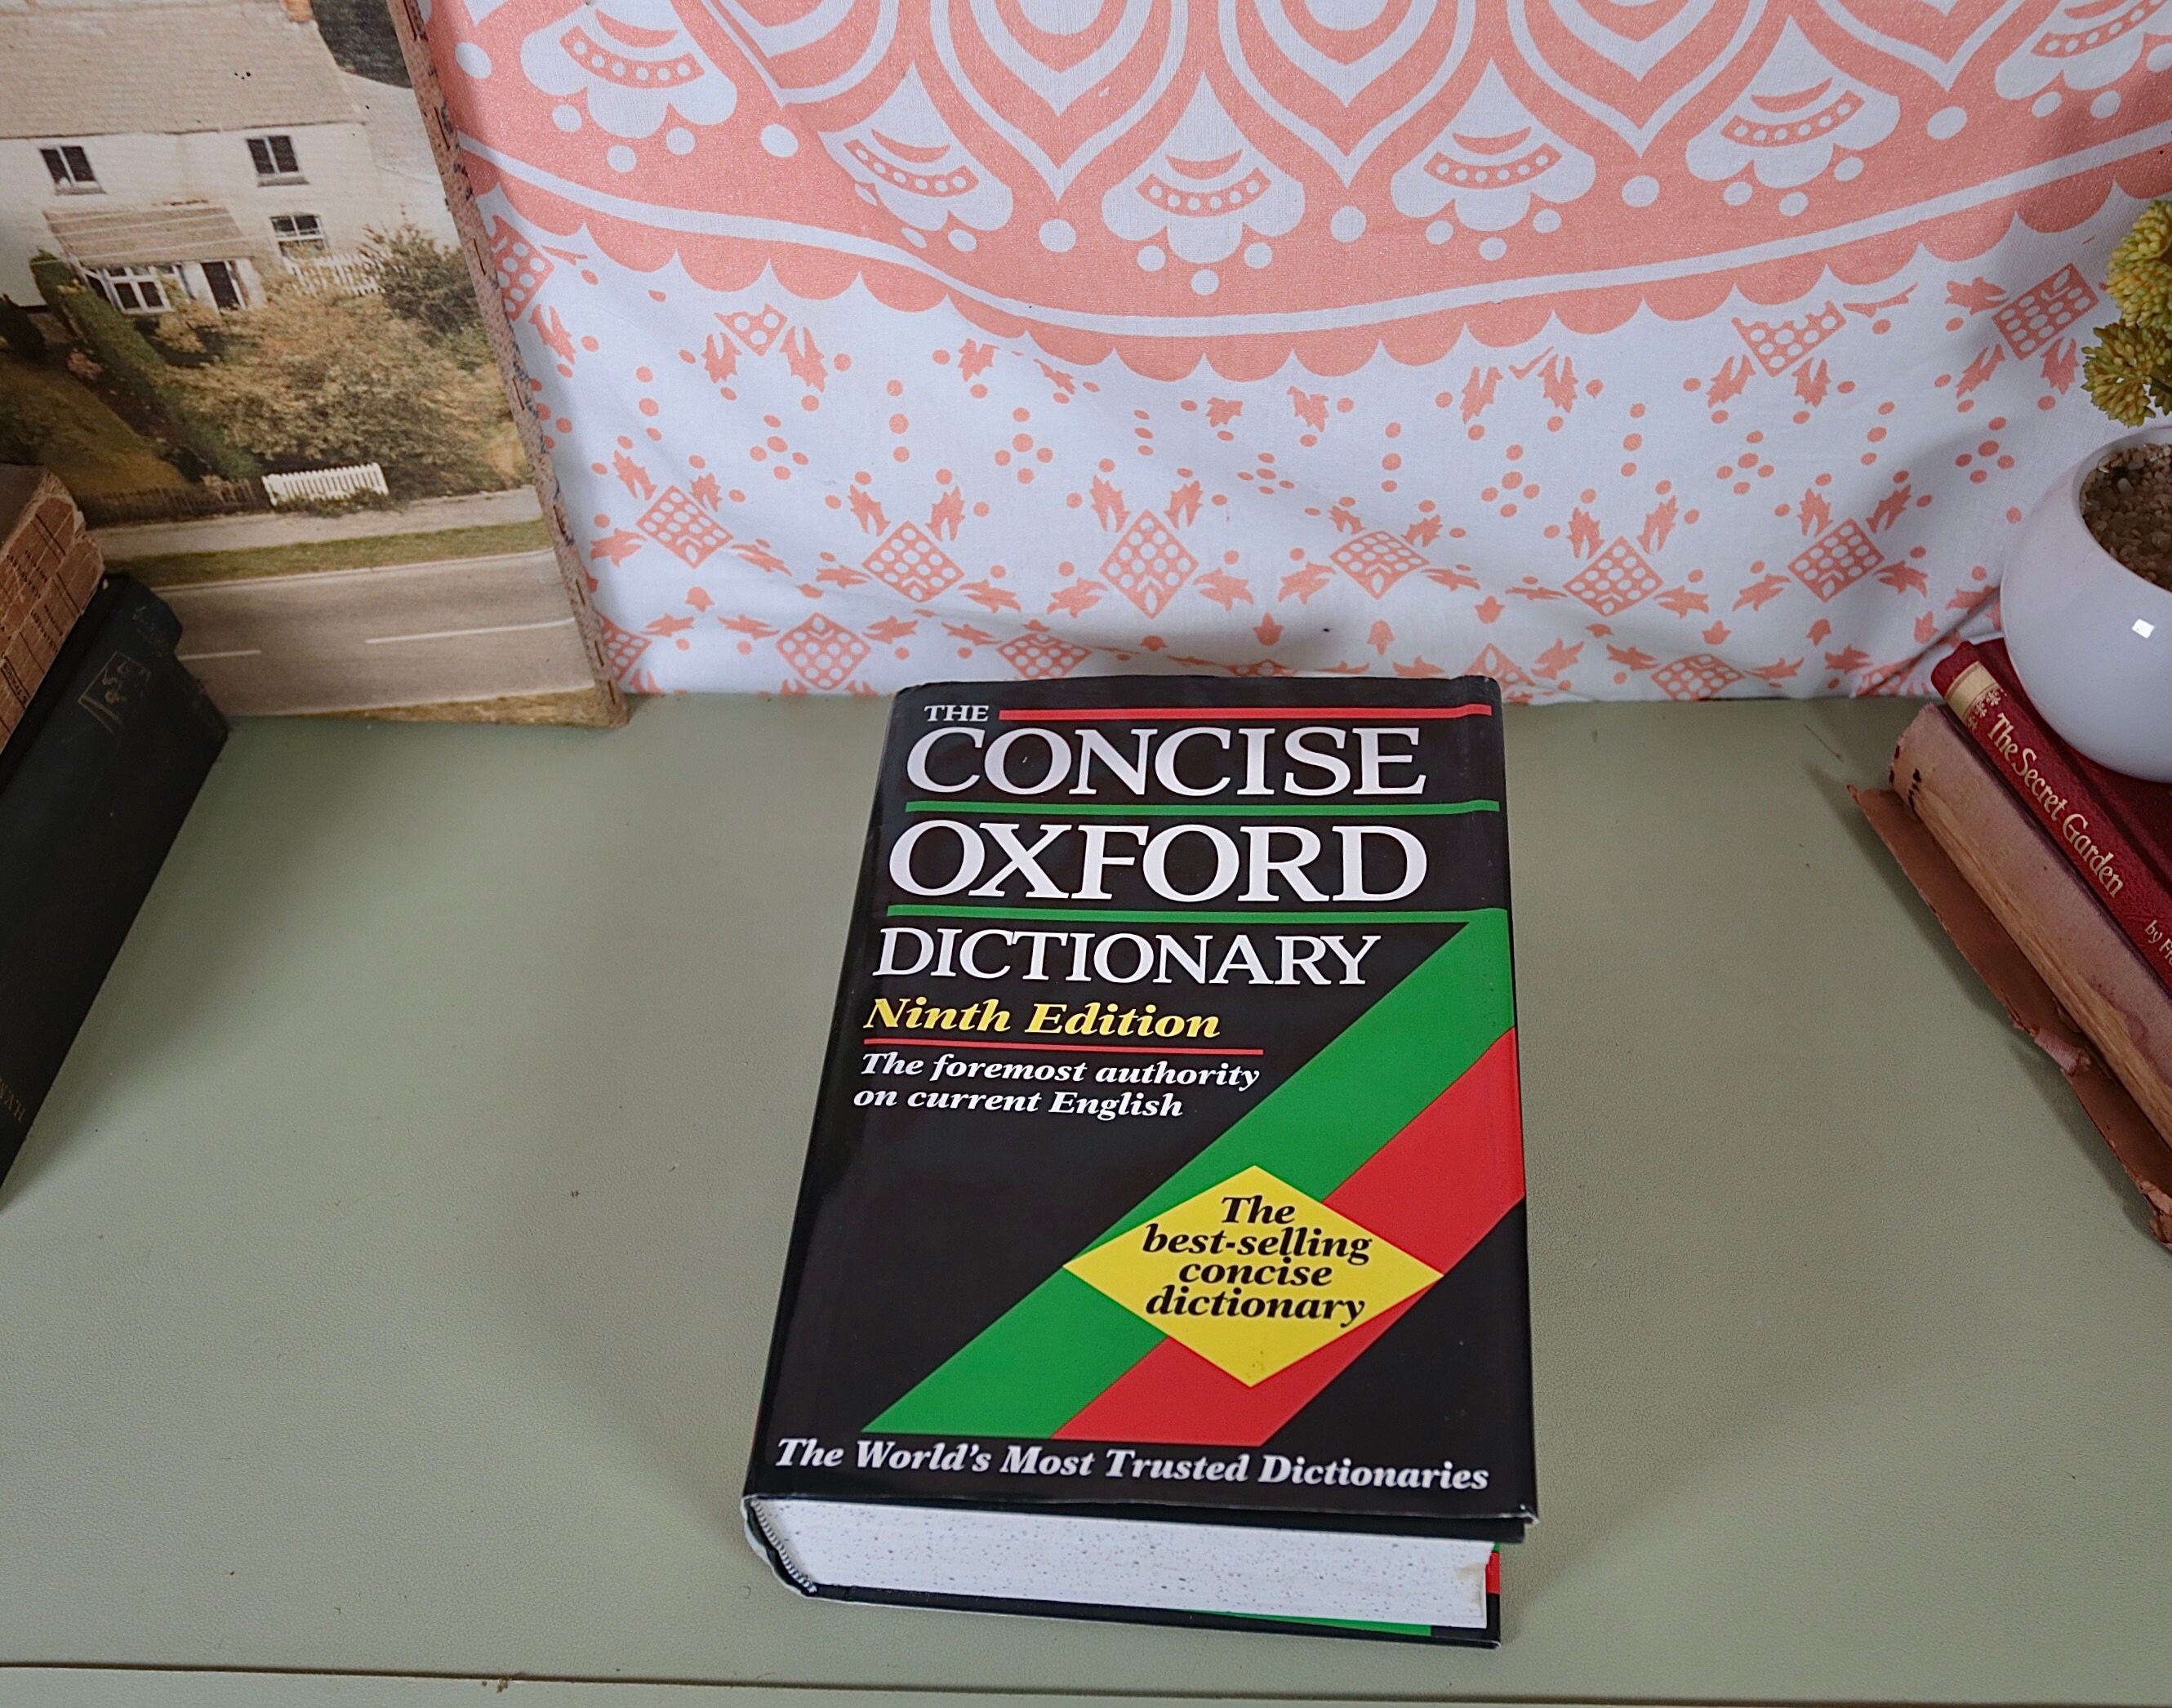 THE
CONCISE
OXFORD
DICTIONARY
Ninth Edition
The foremost authority
on current English
The
best-selling
concise
dictionary
The World's Most Trusted Dictionaries
The Secret Garden
by